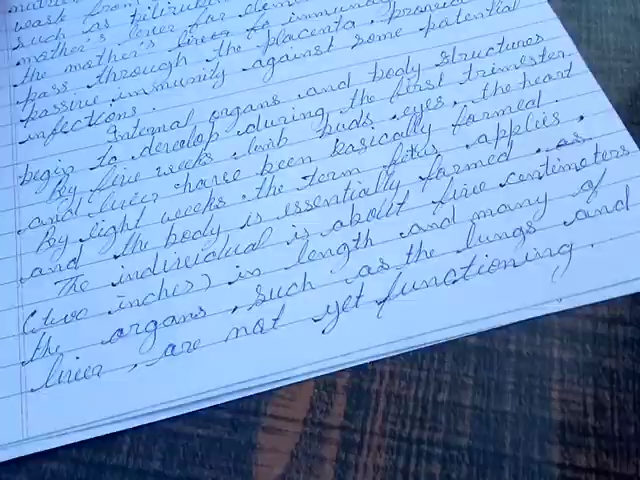 wask from
such as bilirub
mother's liver for
the mother's liver to immun
pass through the placenta, provid
passive immunity against some potential
infections.
Internal organs and body structures
begin to develop during the first trimester.
By five weeks limb buds, eyes, the heart
and liver have been basically formed.
By eight weeks, the term fetus applies,
and the body is essentially formed, as
The individual is about five centimeters
(two inches) in length and many of
the organs, such as the lungs and
liver, are not yet functioning.